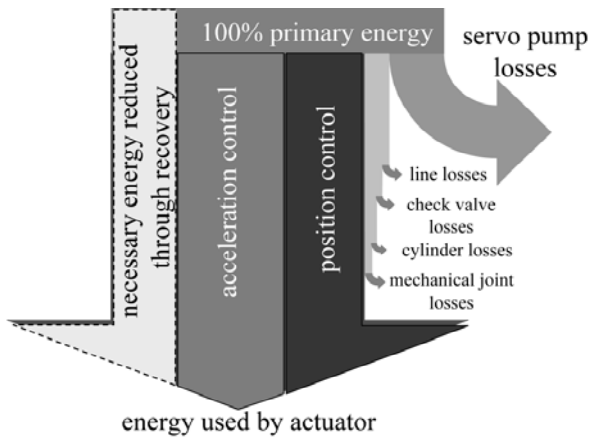 100% primary energy
servo pump
losses
necessary energy reduced
through recovery
acceleration control
position control
line losses
check valve
losses
cylinder losses
mechanical joint
losses
energy used by actuator